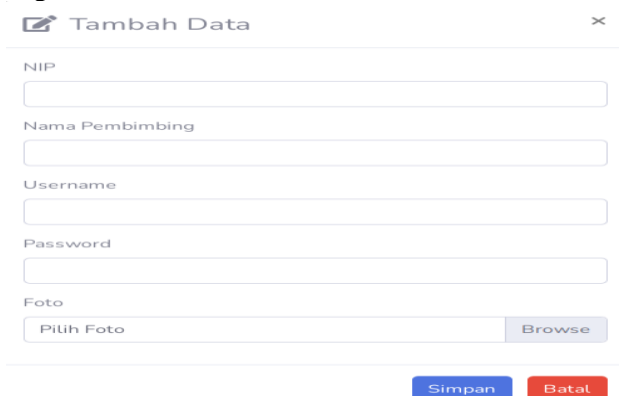 Tambah Data ×
NIP
Nama Pembimbing
Username
Password
Foto
Pilih Foto Browse
Simpan Batal